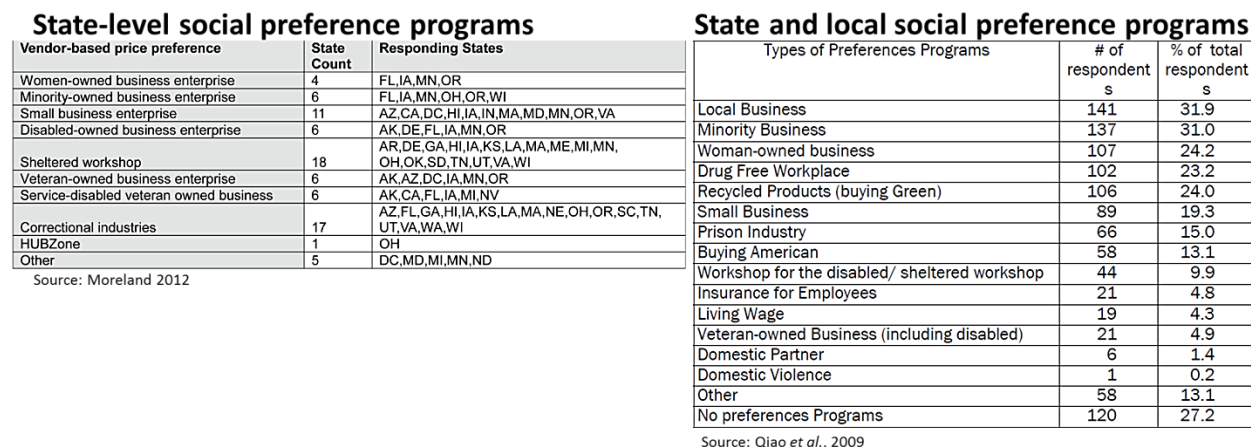 State-level social preference programs
Vendor-based price preference State Count Responding States
Women-owned business enterprise 4 FL,IA,MN,OR
Minority-owned business enterprise 6 FL,IA,MN,OH,OR,WI
Small business enterprise 11 AZ,CA,DC,HI,IA,IN,MA,MD,MN,OR,VA
Disabled-owned business enterprise 6 AK,DE,FL,IA,MN,OR
AR,DE,GA,HI,IA,KS,LA,MA,ME,MI,MN,
Sheltered workshop 18 OH,OK,SD,TN,UT,VA,WI
Veteran-owned business enterprise 6 AK,AZ,DC,IA,MN,OR
Service-disabled veteran owned business 6 AK,CA,FL,IA,MI,NV
AZ,FL,GA,HI,IA,KS,LA,MA,NE,OH,OR,SC,TN,
Correctional industries 17 UT,VA,WA,WI
HUBZone 1 OH
Other 5 DC,MD,MI,MN,ND
Source: Moreland 2012
State and local social preference programs
Types of Preferences Programs # of % of total
respondent respondent
s s
Local Business 141 31.9
Minority Business 137 31.0
Woman-owned business 107 24.2
Drug Free Workplace 102 23.2
Recycled Products (buying Green) 106 24.0
Small Business 89 19.3
Prison Industry 66 15.0
Buying American 58 13.1
Workshop for the disabled/ sheltered workshop 44 9.9
Insurance for Employees 21 4.8
Living Wage 19 4.3
Veteran-owned Business (including disabled) 21 4.9
Domestic Partner 6 1.4
Domestic Violence 1 0.2
Other 58 13.1
No preferences Programs 120 27.2
Source: Qiao et al., 2009